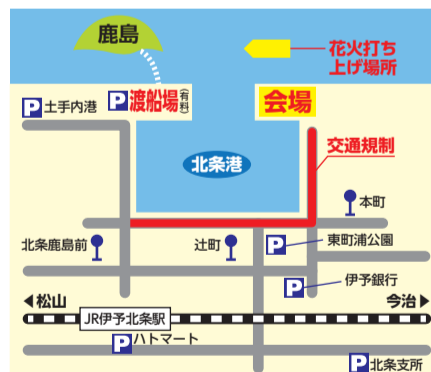 鹿島
花火打ち
上げ場所
P 土手内港
P 渡船場(有料)
会場
北条港
交通規制
本町
北条鹿島前
辻町
P 東町浦公園
P 伊予銀行
◀松山
今治▶
JR伊予北条駅
P ハトマート
P 北条支所